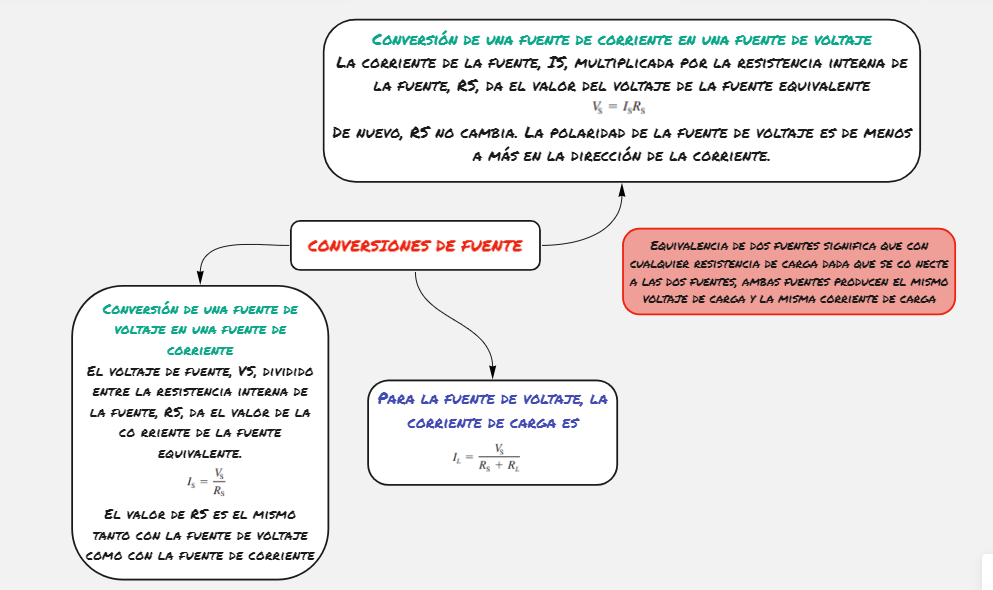 Conversión de una fuente de corriente en una fuente de voltaje
La corriente de la fuente, IS, multiplicada por la resistencia interna de
la fuente, RS, da el valor del voltaje de la fuente equivalente
V_S = I_S R_S
De nuevo, RS no cambia. La polaridad de la fuente de voltaje es de menos
a más en la dirección de la corriente.
CONVERSIONES DE FUENTE
Equivalencia de dos fuentes significa que con
cualquier resistencia de carga dada que se co necte
a las dos fuentes, ambas fuentes producen el mismo
voltaje de carga y la misma corriente de carga
Conversión de una fuente de
voltaje en una fuente de
corriente
El voltaje de fuente, VS, dividido
entre la resistencia interna de
la fuente, RS, da el valor de la
co rriente de la fuente
equivalente.
I_S = V_S / R_S
El valor de RS es el mismo
tanto con la fuente de voltaje
como con la fuente de corriente
Para la fuente de voltaje, la
corriente de carga es
I_L = V_S / (R_S + R_L)